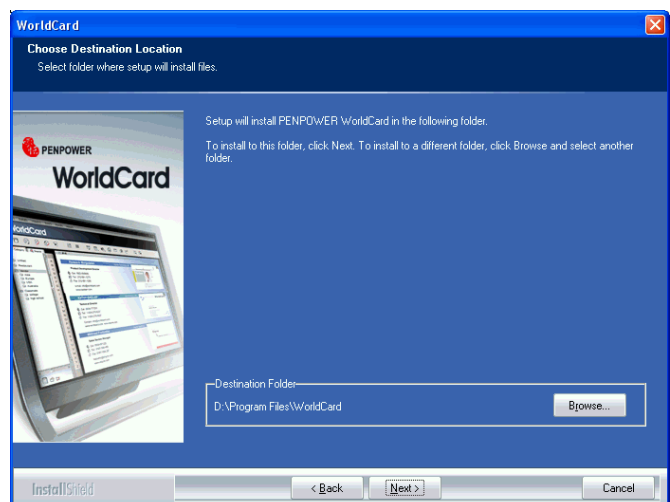 WorldCard
Choose Destination Location
Select folder where setup will install files.
PENPOWER
WorldCard
Setup will install PENPOWER WorldCard in the following folder.
To install to this folder, click Next. To install to a different folder, click Browse and select another
folder.
Destination Folder
D:\Program Files\WorldCard
Browse...
InstallShield
< Back
Next >
Cancel